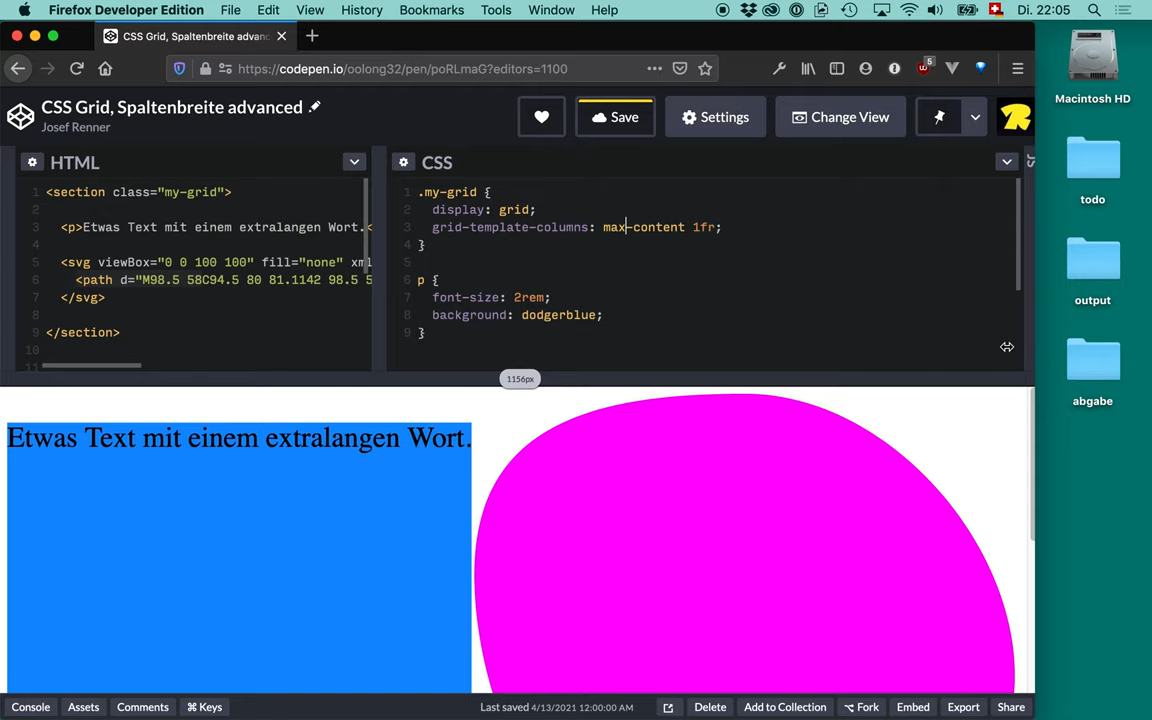 Firefox Developer Edition File Edit View History Bookmarks Tools Window Help Di. 22:05
CSS Grid, Spaltenbreite advanc
https://codepen.io/oolong32/pen/poRLmaG?editors=1100
5
CSS Grid, Spaltenbreite advanced
Josef Renner
Save
Settings
Change View
HTML
CSS
1 <section class="my-grid">
2
3 <p>Etwas Text mit einem extralangen Wort.<
4
5 <svg viewBox="0 0 100 100" fill="none" xml
6 <path d="M98.5 58C94.5 80 81.1142 98.5 5
7 </svg>
8
9 </section>
10
11
1 .my-grid {
2 display: grid;
3 grid-template-columns: max-content 1fr;
4 }
5
6 p {
7 font-size: 2rem;
8 background: dodgerblue;
9 }
1156px
Etwas Text mit einem extralangen Wort.
Console Assets Comments ⌘ Keys Last saved 4/13/2021 12:00:00 AM Delete Add to Collection Fork Embed Export Share
Macintosh HD
todo
output
abgabe